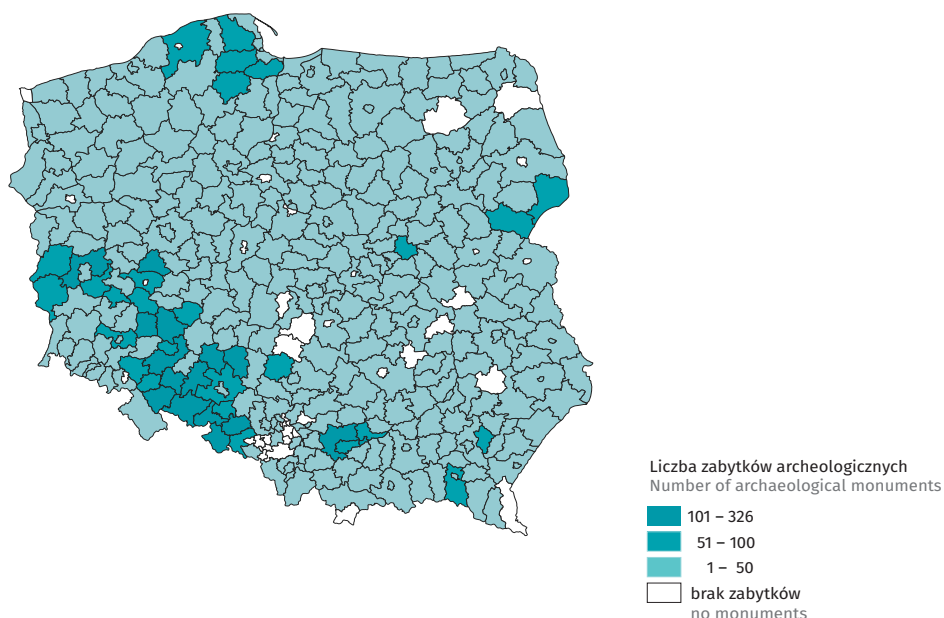 Liczba zabytków archeologicznych
Number of archaeological monuments
101 – 326
51 – 100
1 – 50
brak zabytków
no monuments